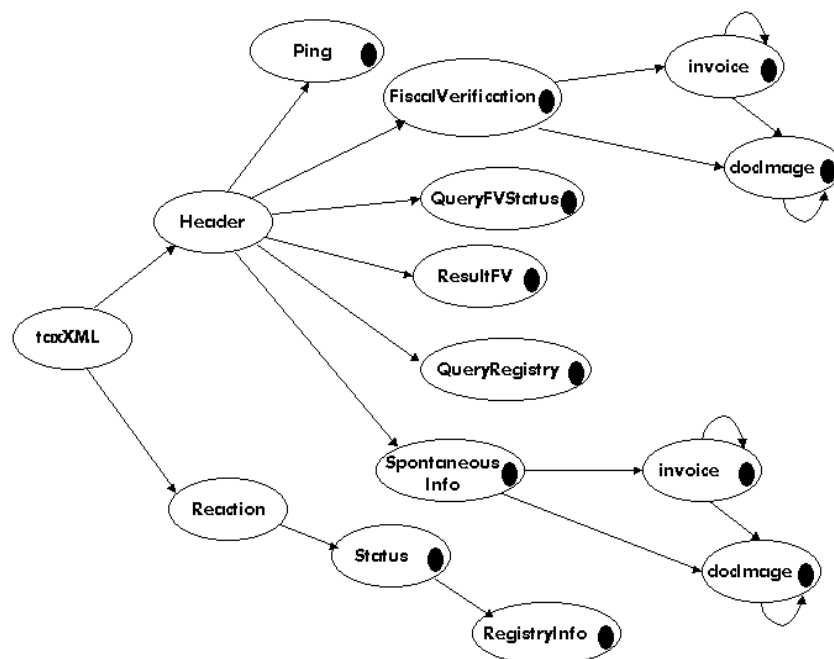 Ping
invoice
FiscalVerification
docImage
QueryFVStatus
Header
ResultFV
taxXML
QueryRegistry
Spontaneous
Info
invoice
Reaction
Status
docImage
RegistryInfo